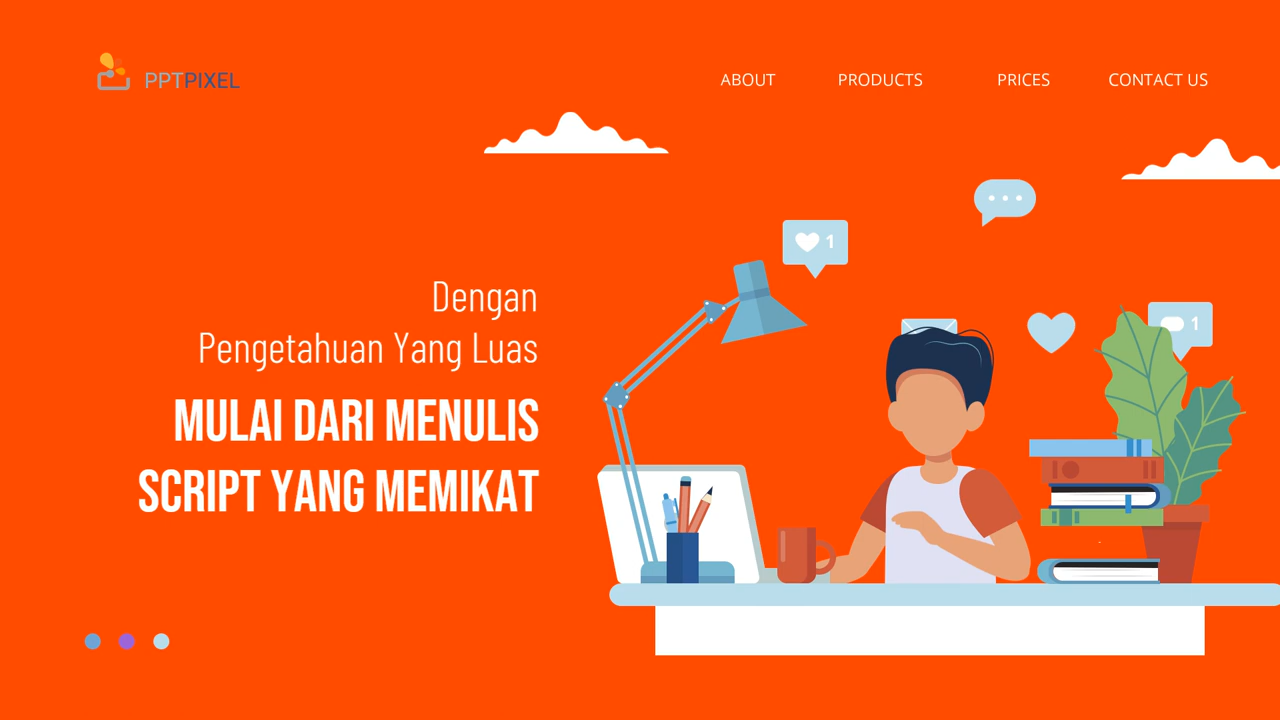 PPTPIXEL
ABOUT PRODUCTS PRICES CONTACT US
1
1
Dengan
Pengetahuan Yang Luas
MULAI DARI MENULIS
SCRIPT YANG MEMIKAT